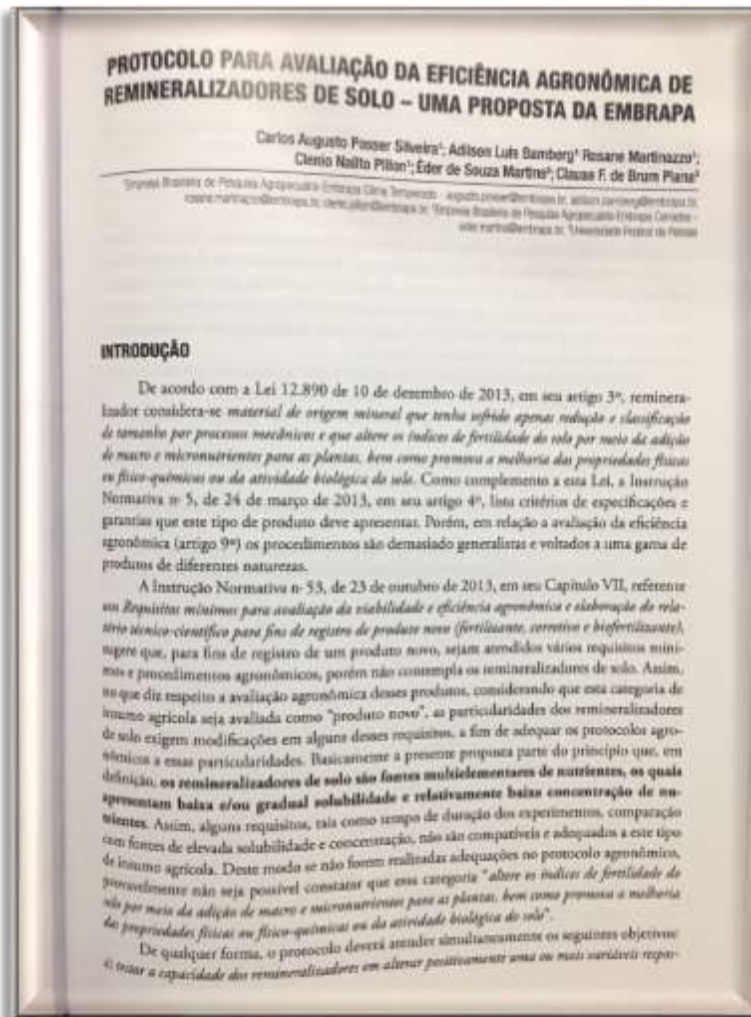 PROTOCOLO PARA AVALIAÇÃO DA EFICIÊNCIA AGRONÔMICA DE
REMINERALIZADORES DE SOLO – UMA PROPOSTA DA EMBRAPA
Carlos Augusto Posser Silveira¹; Adilson Luís Bamberg¹ Rosane Martinazzo¹;
Clenio Nailto Pillon¹; Éder de Souza Martins²; Clause F. de Brum Piana³
INTRODUÇÃO
De acordo com a Lei 12.890 de 10 de dezembro de 2013, em seu artigo 3º, reminera-
lizador considera-se material de origem mineral que tenha sofrido apenas redução e classificação
de tamanho por processos mecânicos e que altere os índices de fertilidade do solo por meio da adição
de macro e micronutrientes para as plantas, bem como promova a melhoria das propriedades físicas
ou físico-químicas ou da atividade biológica do solo. Como complemento a esta Lei, a Instrução
Normativa nº 5, de 24 de março de 2013, em seu artigo 4º, lista critérios de especificações e
garantias que este tipo de produto deve apresentar. Porém, em relação a avaliação da eficiência
agronômica (artigo 9º) os procedimentos são demasiado generalistas e voltados a uma gama de
produtos de diferentes naturezas.
A Instrução Normativa nº 53, de 23 de outubro de 2013, em seu Capítulo VII, referente
aos Requisitos mínimos para avaliação da viabilidade e eficiência agronômica e elaboração do rela-
tório técnico-científico para fins de registro de produto novo (fertilizante, corretivo e biofertilizante),
sugere que, para fins de registro de um produto novo, sejam atendidos vários requisitos míni-
mos e procedimentos agronômicos, porém não contempla os remineralizadores de solo. Assim,
no que diz respeito a avaliação agronômica desses produtos, considerando que esta categoria de
insumo agrícola seja avaliada como "produto novo", as particularidades dos remineralizadores
de solo exigem modificações em alguns desses requisitos, a fim de adequar os protocolos agro-
nômicos a essas particularidades. Basicamente a presente proposta parte do princípio que, em
definição, os remineralizadores de solo são fontes multielementares de nutrientes, os quais
apresentam baixa e/ou gradual solubilidade e relativamente baixa concentração de nu-
trientes. Assim, alguns requisitos, tais como tempo de duração dos experimentos, comparação
com fontes de elevada solubilidade e concentração, não são compatíveis e adequados a este tipo
de insumo agrícola. Deste modo se não forem realizadas adequações no protocolo agronômico,
provavelmente não seja possível constatar que essa categoria "altere os índices de fertilidade do
solo por meio da adição de macro e micronutrientes para as plantas, bem como promova a melhoria
das propriedades físicas ou físico-químicas ou da atividade biológica do solo".
De qualquer forma, o protocolo deverá atender simultaneamente os seguintes objetivos:
a) testar a capacidade dos remineralizadores em alterar positivamente uma ou mais variáveis respos-